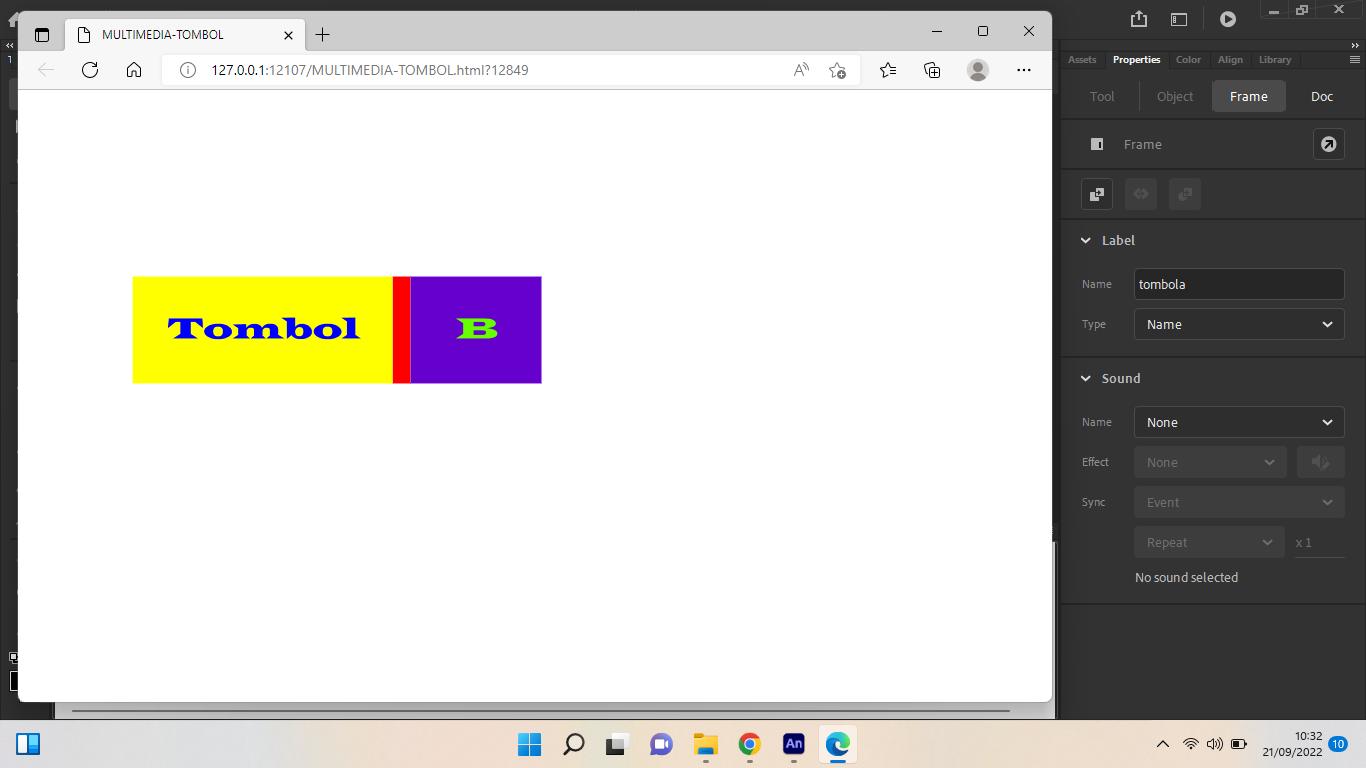 MULTIMEDIA-TOMBOL
127.0.0.1:12107/MULTIMEDIA-TOMBOL.html?12849
Tombol B
1
Assets Properties Color Align Library
Tool Object Frame Doc
Frame
Label
Name tombola
Type Name
Sound
Name None
Effect None
Sync Event
Repeat x 1
No sound selected
An
10:32
21/09/2022
10